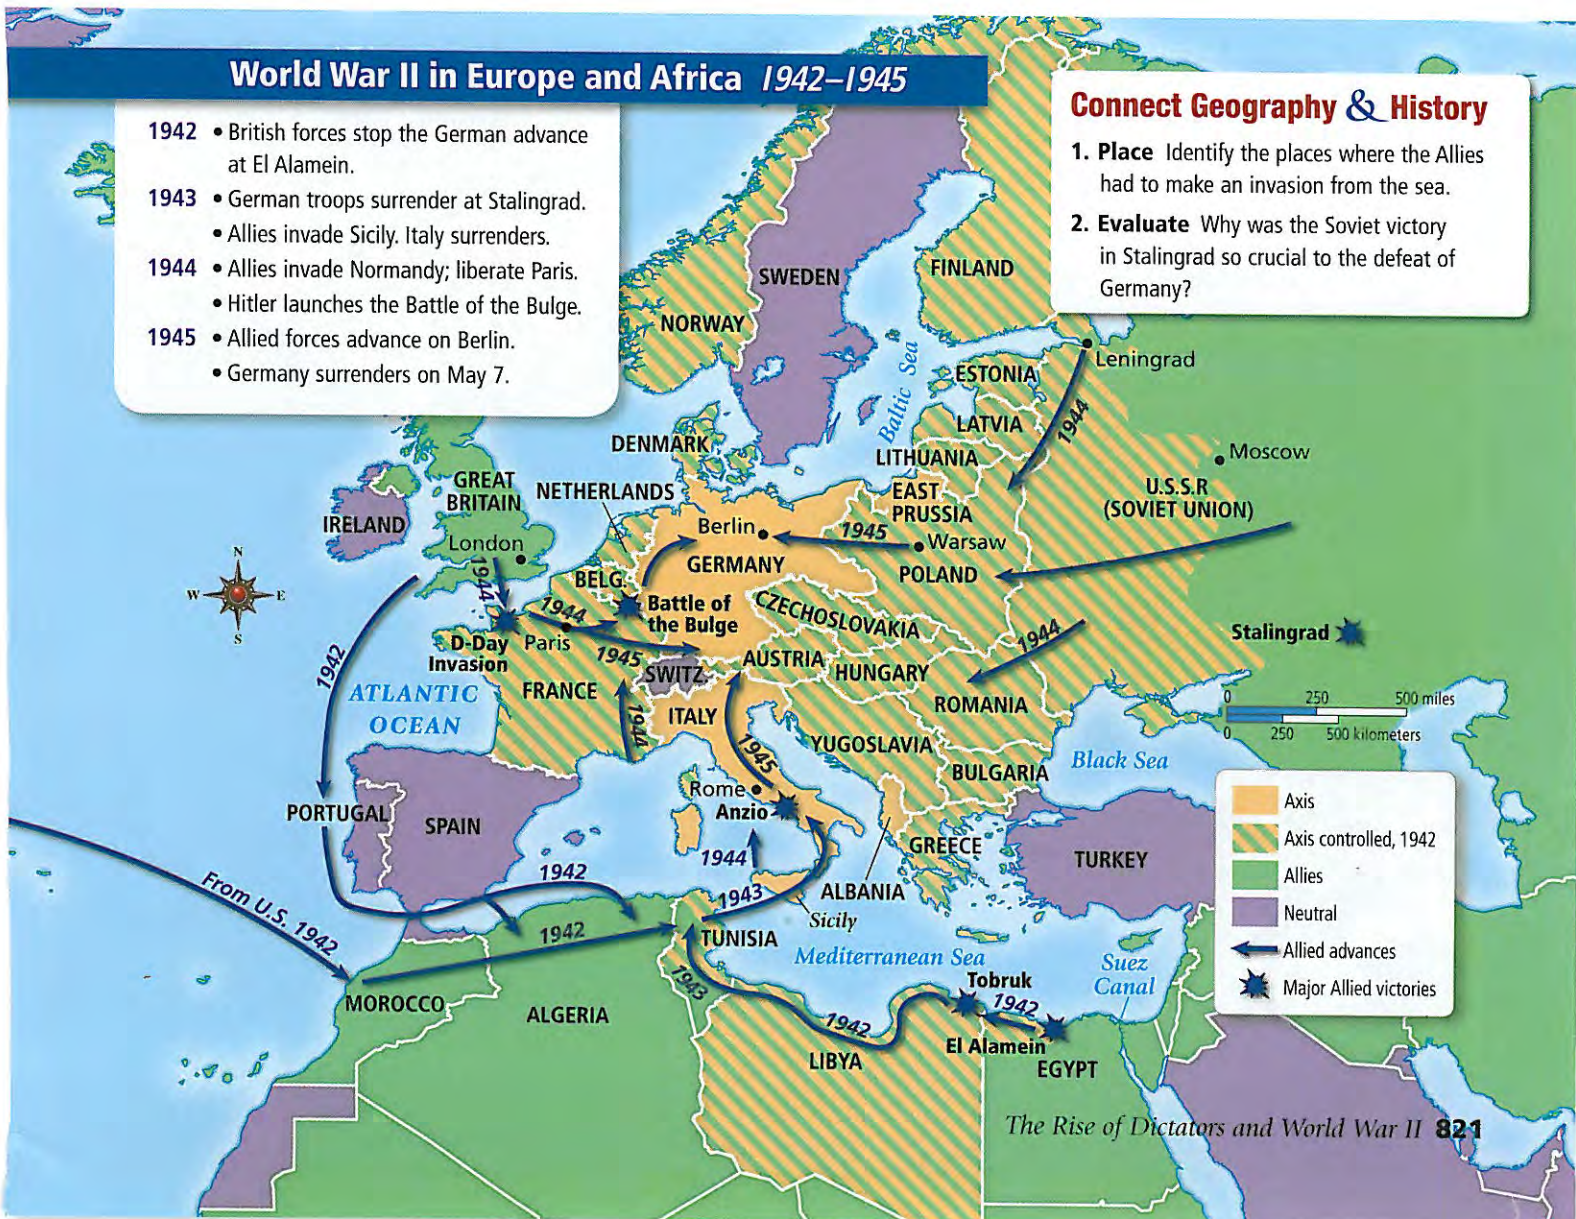 World War II in Europe and Africa 1942–1945
1942 • British forces stop the German advance
at El Alamein.
1943 • German troops surrender at Stalingrad.
• Allies invade Sicily. Italy surrenders.
1944 • Allies invade Normandy; liberate Paris.
• Hitler launches the Battle of the Bulge.
1945 • Allied forces advance on Berlin.
• Germany surrenders on May 7.
Connect Geography & History
1. Place Identify the places where the Allies
had to make an invasion from the sea.
2. Evaluate Why was the Soviet victory
in Stalingrad so crucial to the defeat of
Germany?
SWEDEN
FINLAND
NORWAY
Baltic Sea
Leningrad
ESTONIA
1944
LATVIA
DENMARK
LITHUANIA
Moscow
GREAT
BRITAIN
NETHERLANDS
EAST
PRUSSIA
U.S.S.R
(SOVIET UNION)
IRELAND
London
Berlin
1945
Warsaw
GERMANY
POLAND
N
W
E
S
1944
BELG.
1944
Battle of
the Bulge
CZECHOSLOVAKIA
D-Day
Invasion
Paris
1945
1944
Stalingrad
1942
SWITZ.
AUSTRIA
HUNGARY
ATLANTIC
OCEAN
FRANCE
ROMANIA
0 250 500 miles
0 250 500 kilometers
1944
ITALY
1945
YUGOSLAVIA
BULGARIA
Black Sea
Rome
Anzio
PORTUGAL
SPAIN
GREECE
TURKEY
1944
1942
1943
ALBANIA
Sicily
From U.S. 1942
1942
TUNISIA
Mediterranean Sea
Suez
Canal
MOROCCO
ALGERIA
1943
1942
Tobruk
1942
El Alamein
LIBYA
EGYPT
Axis
Axis controlled, 1942
Allies
Neutral
Allied advances
Major Allied victories
The Rise of Dictators and World War II 821